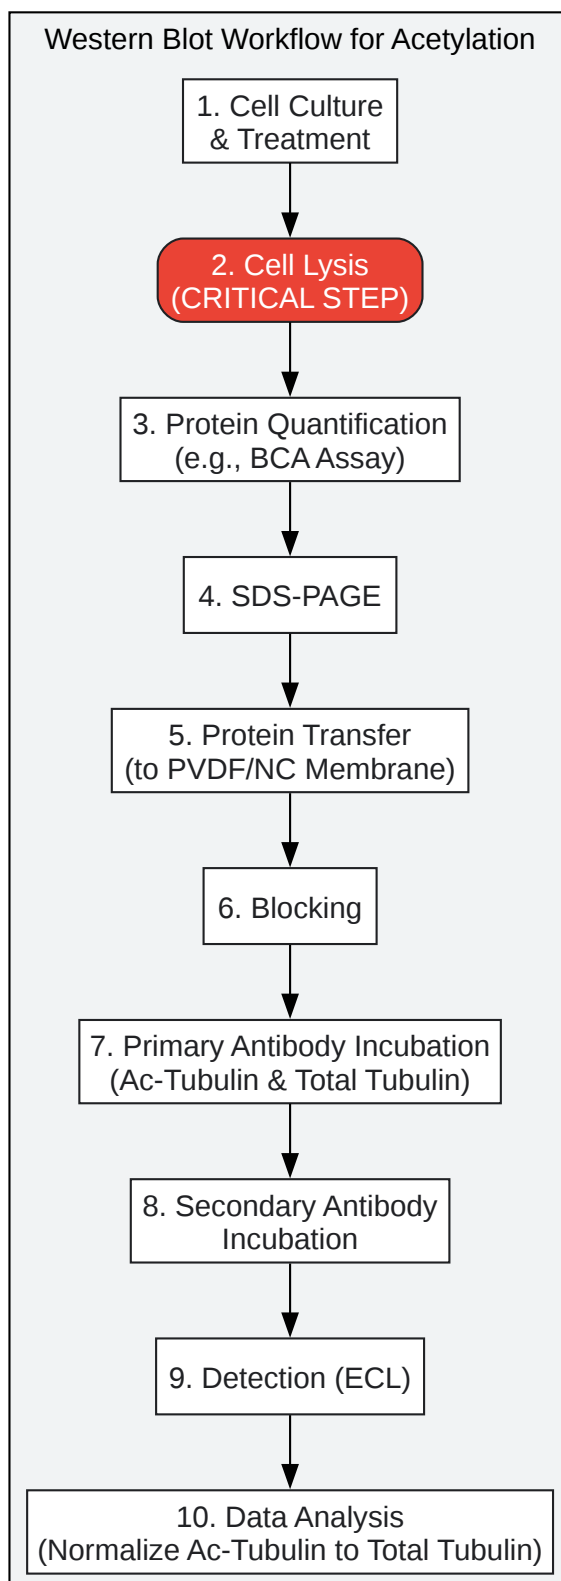 Western Blot Workflow for Acetylation
1. Cell Culture
& Treatment
2. Cell Lysis
(CRITICAL STEP)
3. Protein Quantification
(e.g., BCA Assay)
4. SDS-PAGE
5. Protein Transfer
(to PVDF/NC Membrane)
6. Blocking
7. Primary Antibody Incubation
(Ac-Tubulin & Total Tubulin)
8. Secondary Antibody
Incubation
9. Detection (ECL)
10. Data Analysis
(Normalize Ac-Tubulin to Total Tubulin)